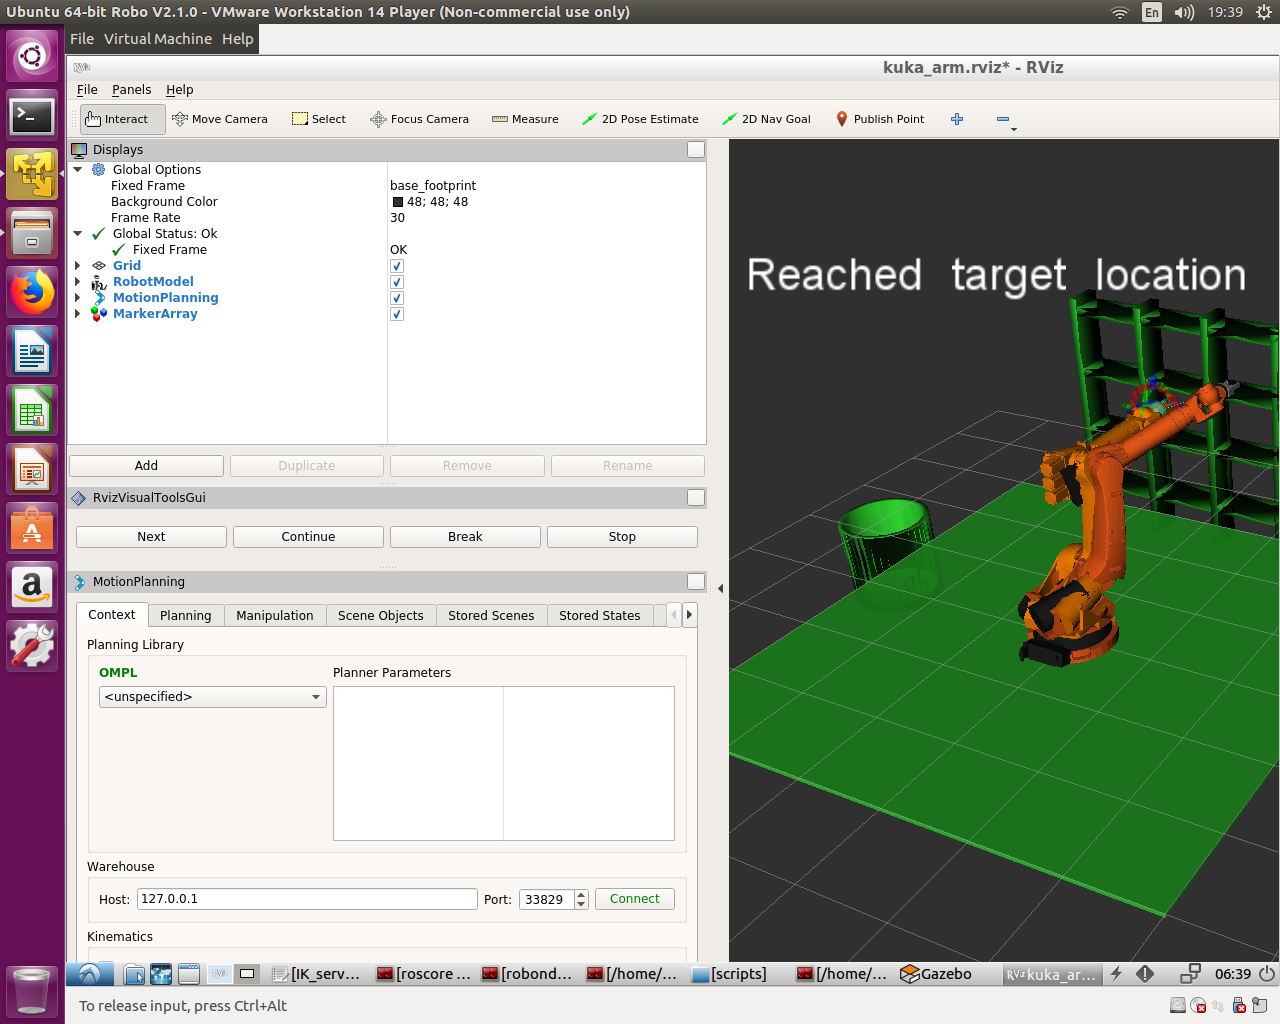 Ubuntu 64-bit Robo V2.1.0 - VMware Workstation 14 Player (Non-commercial use only)
En
19:39
File Virtual Machine Help
RViz
kuka_arm.rviz* - RViz
File Panels Help
Interact Move Camera Select Focus Camera Measure 2D Pose Estimate 2D Nav Goal Publish Point
Displays
Global Options
Fixed Frame base_footprint
Background Color 48; 48; 48
Frame Rate 30
Global Status: Ok
Fixed Frame OK
Grid
RobotModel
MotionPlanning
MarkerArray
Reached target location
Add Duplicate Remove Rename
RvizVisualToolsGui
Next Continue Break Stop
MotionPlanning
Context Planning Manipulation Scene Objects Stored Scenes Stored States
Planning Library
OMPL
Planner Parameters
<unspecified>
Warehouse
Host: 127.0.0.1 Port: 33829 Connect
Kinematics
[IK_serv... [roscore ... [robond... [/home/... [scripts] [/home/... Gazebo RViz kuka_ar... 06:39
To release input, press Ctrl+Alt